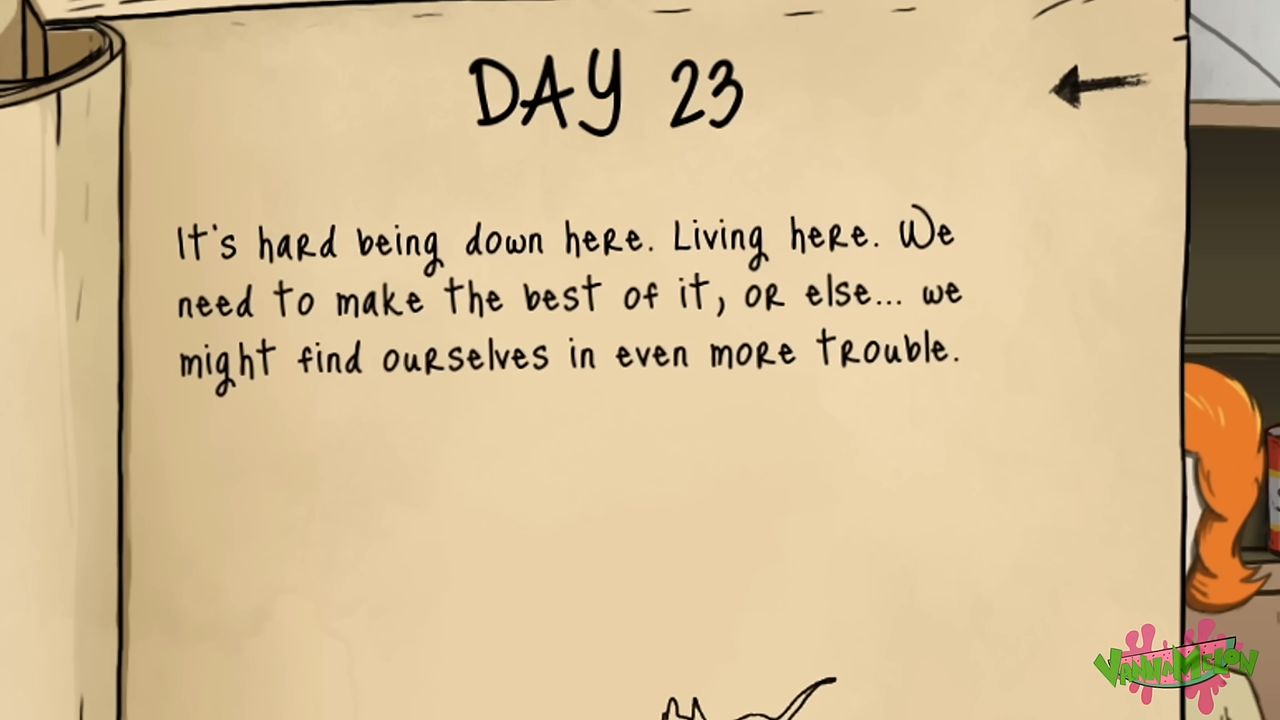 DAY 23
It's hard being down here. Living here. We
need to make the best of it, or else... we
might find ourselves in even more trouble.
VANNAMELON